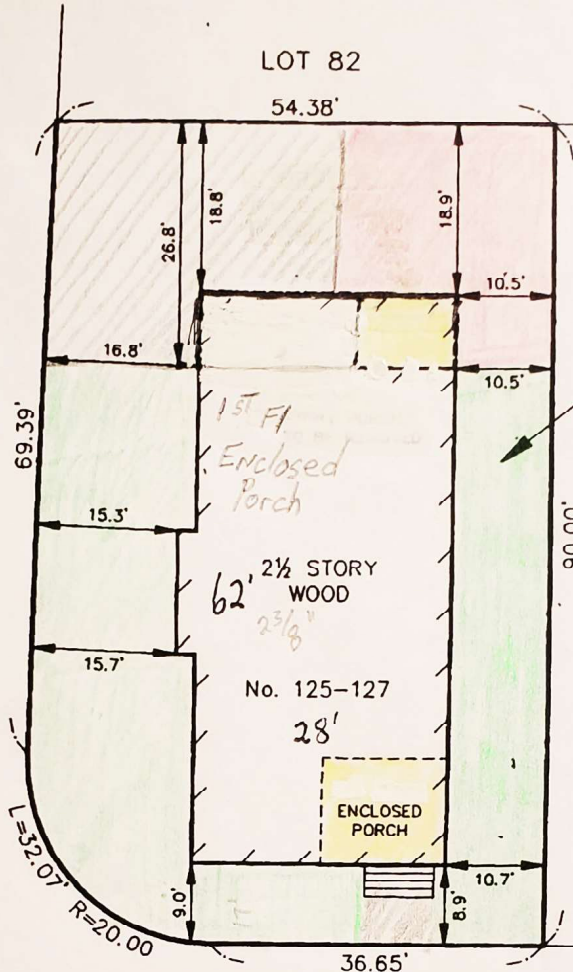 LOT 82
54.38'
18.8'
18.9'
26.8'
10.5'
16.8'
10.5'
69.39'
1st Fl
Enclosed
Porch
15.3'
90.00'
2½ STORY
WOOD
62'
2 3/8"
15.7'
No. 125-127
28'
ENCLOSED
PORCH
L=32.07' R=20.00
9.0'
8.9'
10.7'
36.65'